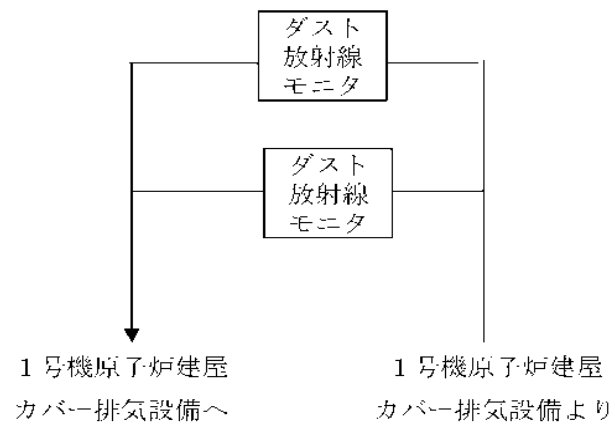 ダスト
放射線
モニタ
ダスト
放射線
モニタ
1号機原子炉建屋
カバー排気設備へ
1号機原子炉建屋
カバー排気設備より